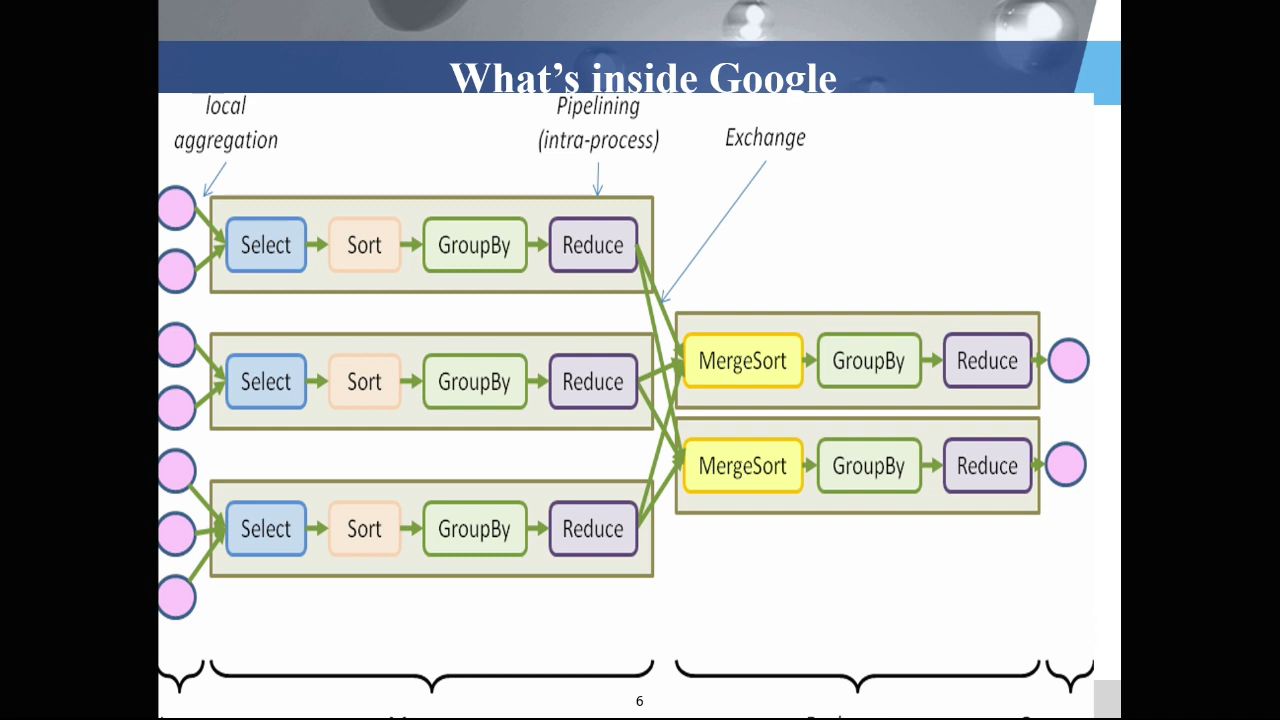 What's inside Google
local
aggregation
Pipelining
(intra-process)
Exchange
Select
Sort
GroupBy
Reduce
Select
Sort
GroupBy
Reduce
Select
Sort
GroupBy
Reduce
MergeSort
GroupBy
Reduce
MergeSort
GroupBy
Reduce
6